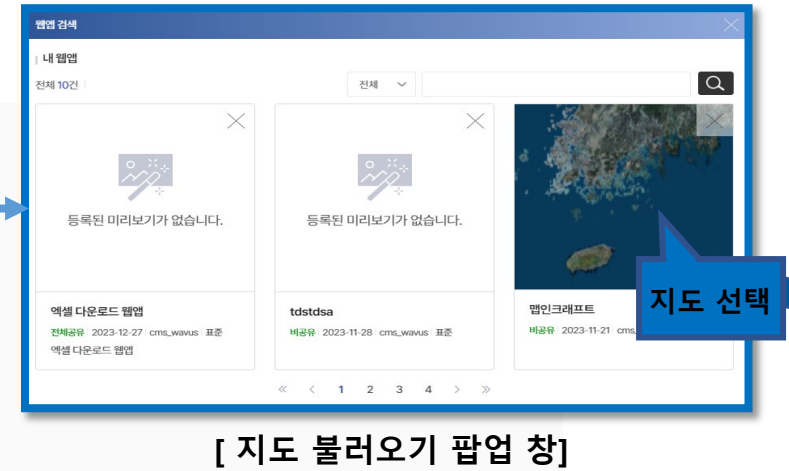 웹앱 검색
내 웹앱
전체 10건
전체
등록된 미리보기가 없습니다.
등록된 미리보기가 없습니다.
지도 선택
엑셀 다운로드 웹앱
전체공유 2023-12-27 cms_wavus 표준
엑셀 다운로드 웹앱
tdstdsa
비공유 2023-11-28 cms_wavus 표준
맵인크래프트
비공유 2023-11-21 cms_
« < 1 2 3 4 > »
[ 지도 불러오기 팝업 창]